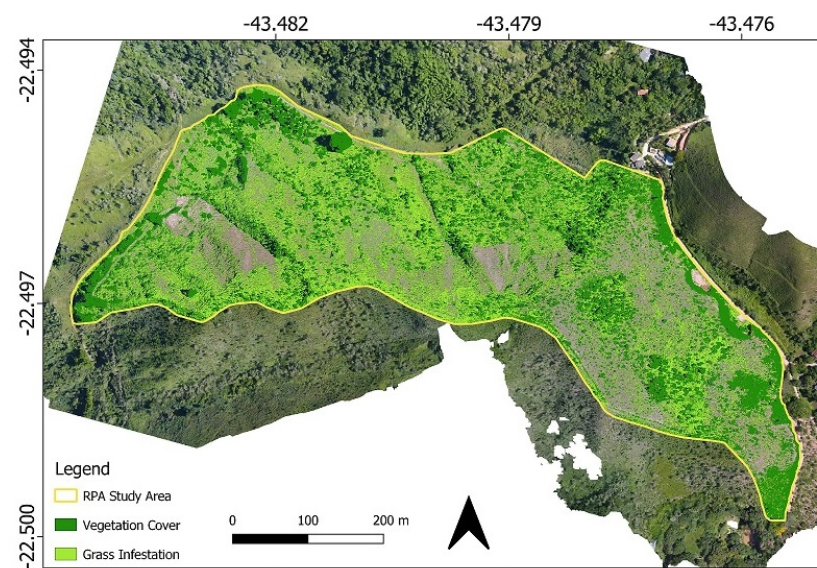 -43.482 -43.479 -43.476
-22.494
-22.497
-22.500
Legend
RPA Study Area
Vegetation Cover
Grass Infestation
0 100 200 m